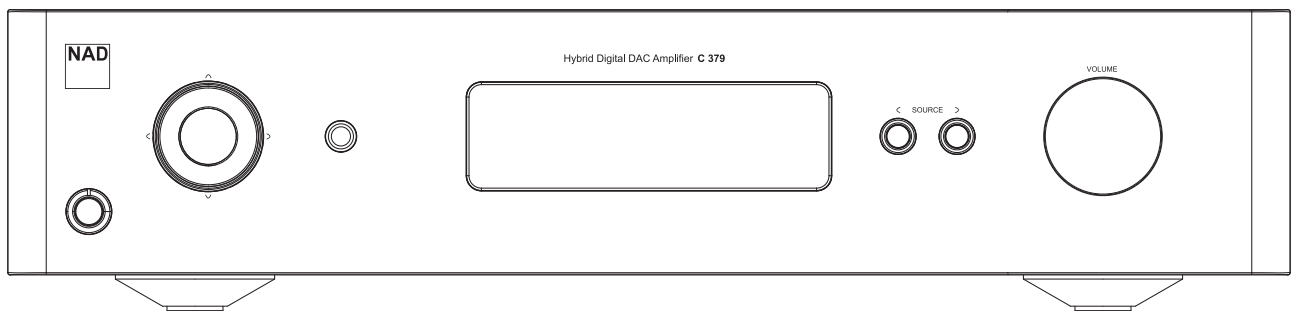 NAD
Hybrid Digital DAC Amplifier C 379
VOLUME
< SOURCE >